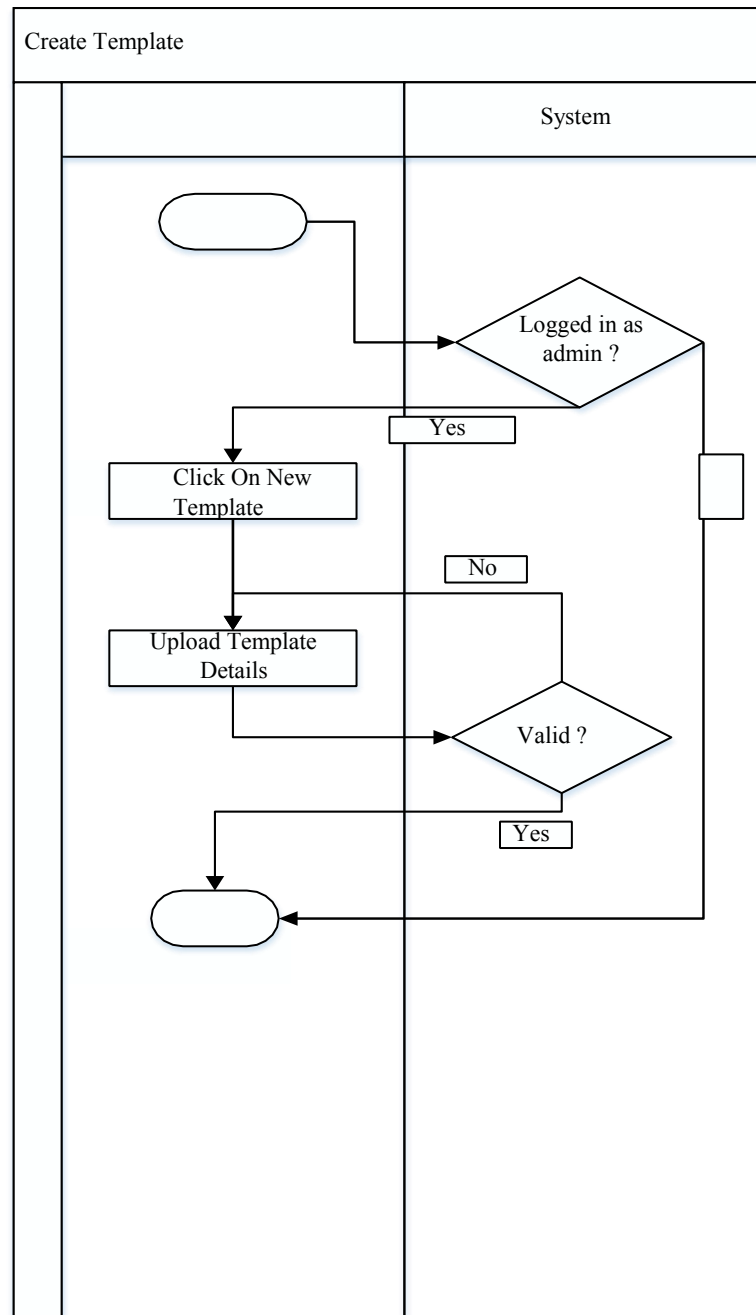 Create Template
System
Logged in as
admin ?
Yes
Click On New
Template
No
Upload Template
Details
Valid ?
Yes